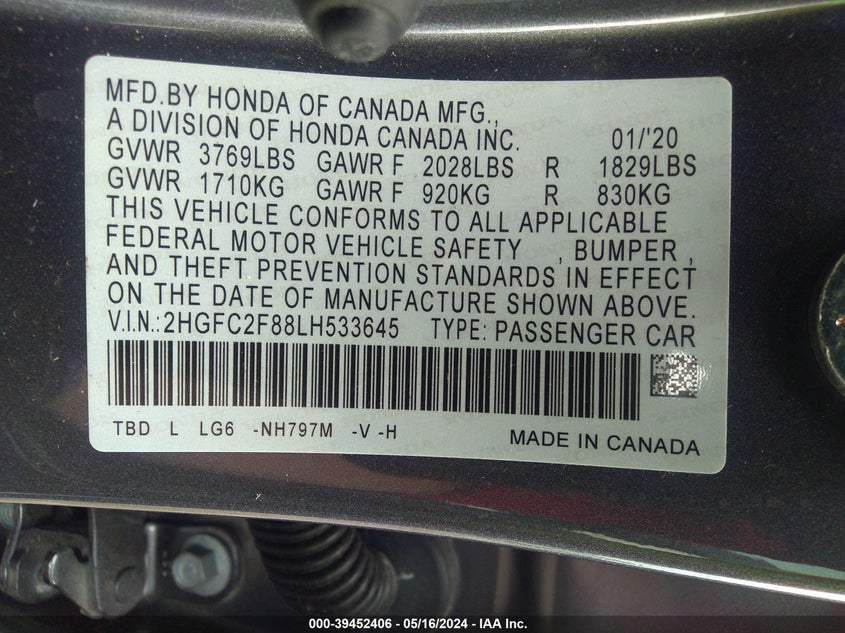 MFD.BY HONDA OF CANADA MFG.,
A DIVISION OF HONDA CANADA INC. 01/'20
GVWR 3769LBS GAWR F 2028LBS R 1829LBS
GVWR 1710KG GAWR F 920KG R 830KG
THIS VEHICLE CONFORMS TO ALL APPLICABLE
FEDERAL MOTOR VEHICLE SAFETY , BUMPER ,
AND THEFT PREVENTION STANDARDS IN EFFECT
ON THE DATE OF MANUFACTURE SHOWN ABOVE.
V.I.N.:2HGFC2F88LH533645 TYPE: PASSENGER CAR
TBD L LG6 -NH797M -V -H MADE IN CANADA
000-39452406 - 05/16/2024 - IAA Inc.